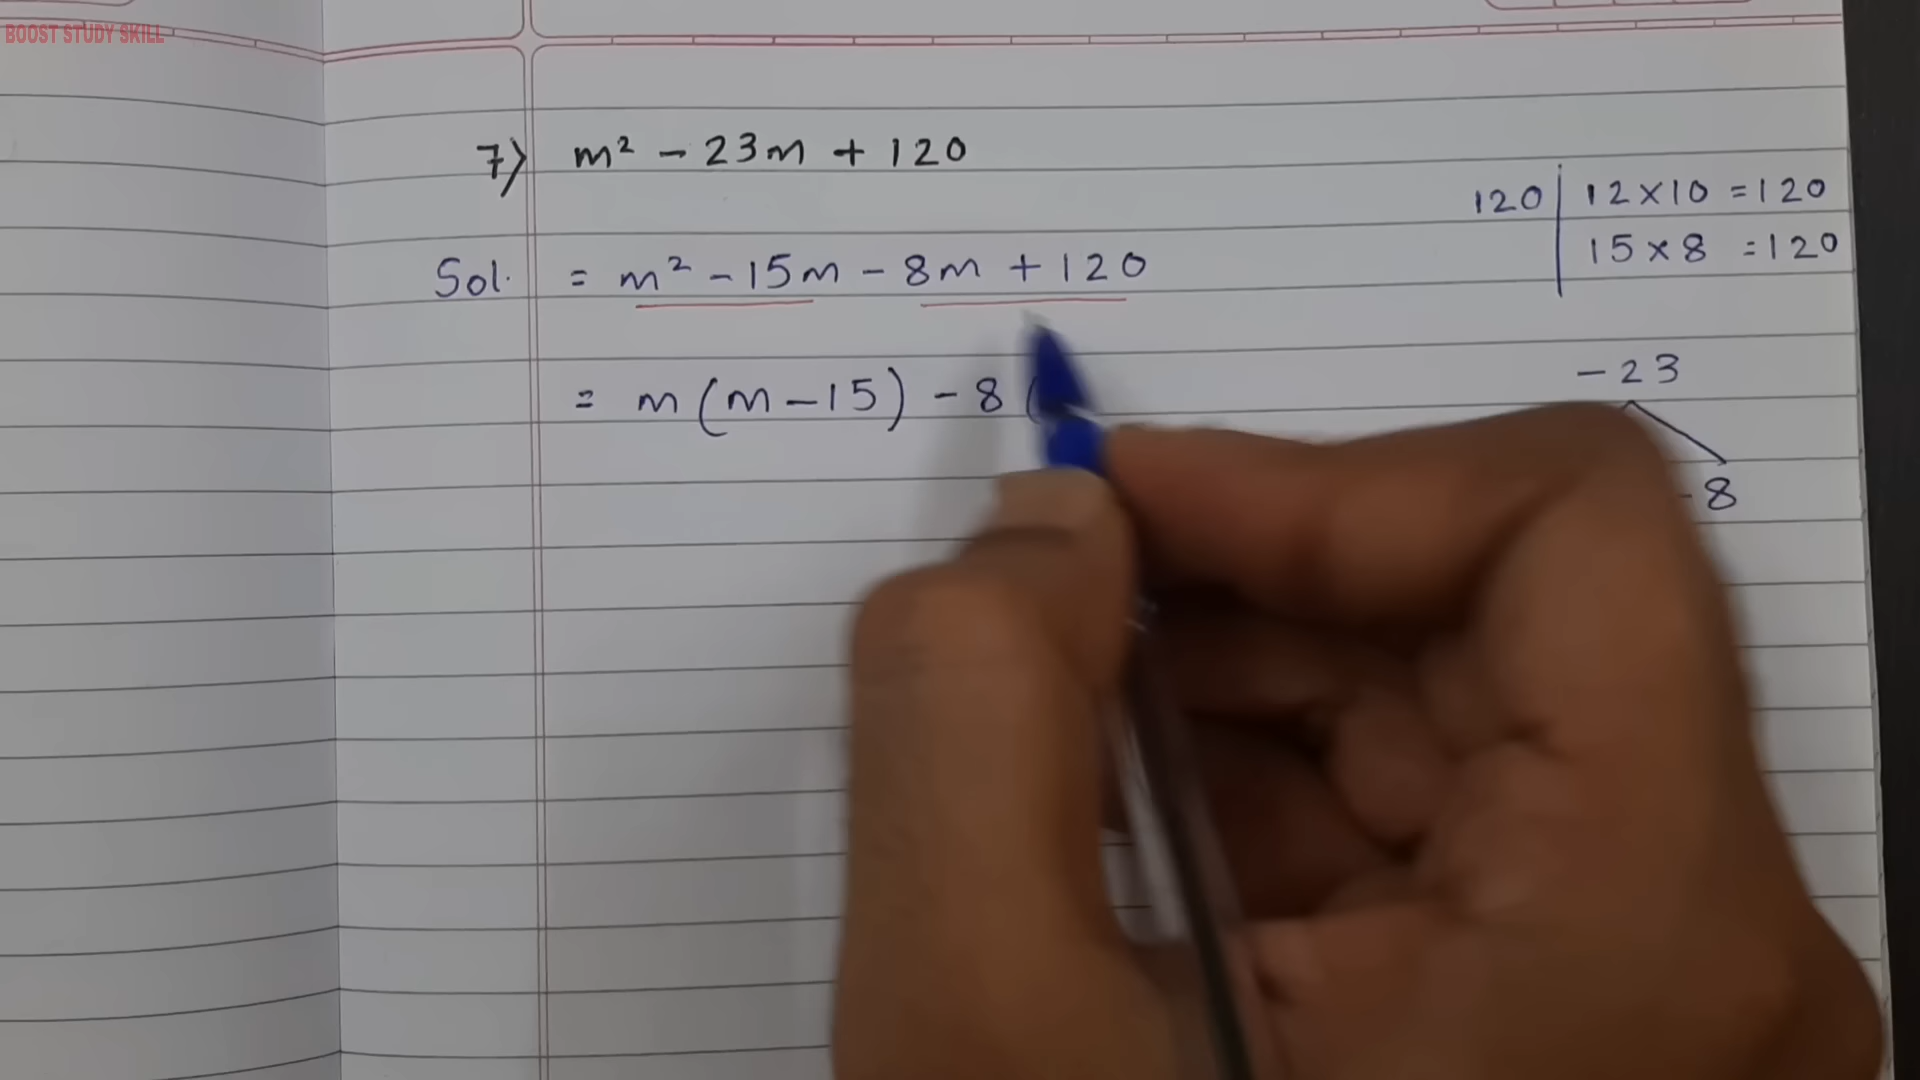 BOOST STUDY SKILL
7) m² - 23m + 120
120 | 12 × 10 = 120
15 × 8 = 120
Sol. = m² - 15m - 8m + 120
-23
= m (m - 15) - 8 (
-8